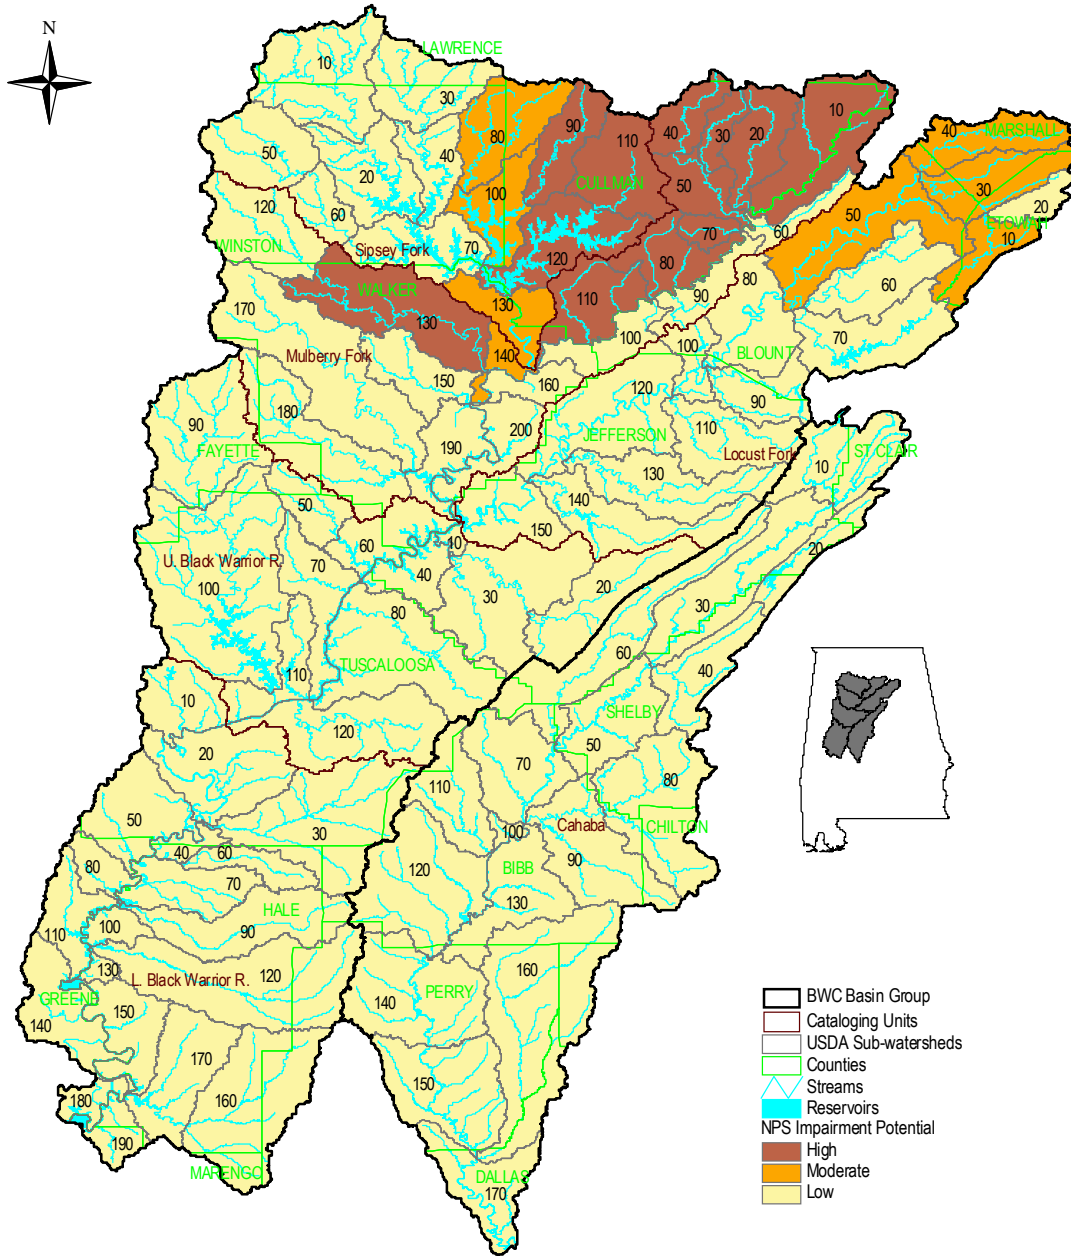 N
LAWRENCE
10
30
80
90
110
40
30
20
10
40
MARSHALL
50
40
20
100
CULLMAN
50
50
30
20
120
60
ETOWAH
10
WINSTON
Sipsey Fork
70
120
70
60
80
60
80
WALKER
130
110
90
170
130
100
100
70
Mulberry Fork
140
BLOUNT
150
160
120
90
180
200
110
90
FAYETTE
190
JEFFERSON
Locust Fork
ST CLAIR
130
10
50
140
150
60
10
20
U. Black Warrior R.
70
40
20
100
30
30
80
60
TUSCALOOSA
40
110
10
SHELBY
120
50
20
70
80
110
50
30
100
Cahaba
CHILTON
40
60
80
120
BIBB
90
70
130
HALE
100
110
90
130
L. Black Warrior R.
120
160
GREENE
PERRY
150
140
140
170
150
180
160
190
MARENGO
DALLAS
170
BWC Basin Group
Cataloging Units
USDA Sub-watersheds
Counties
Streams
Reservoirs
NPS Impairment Potential
High
Moderate
Low